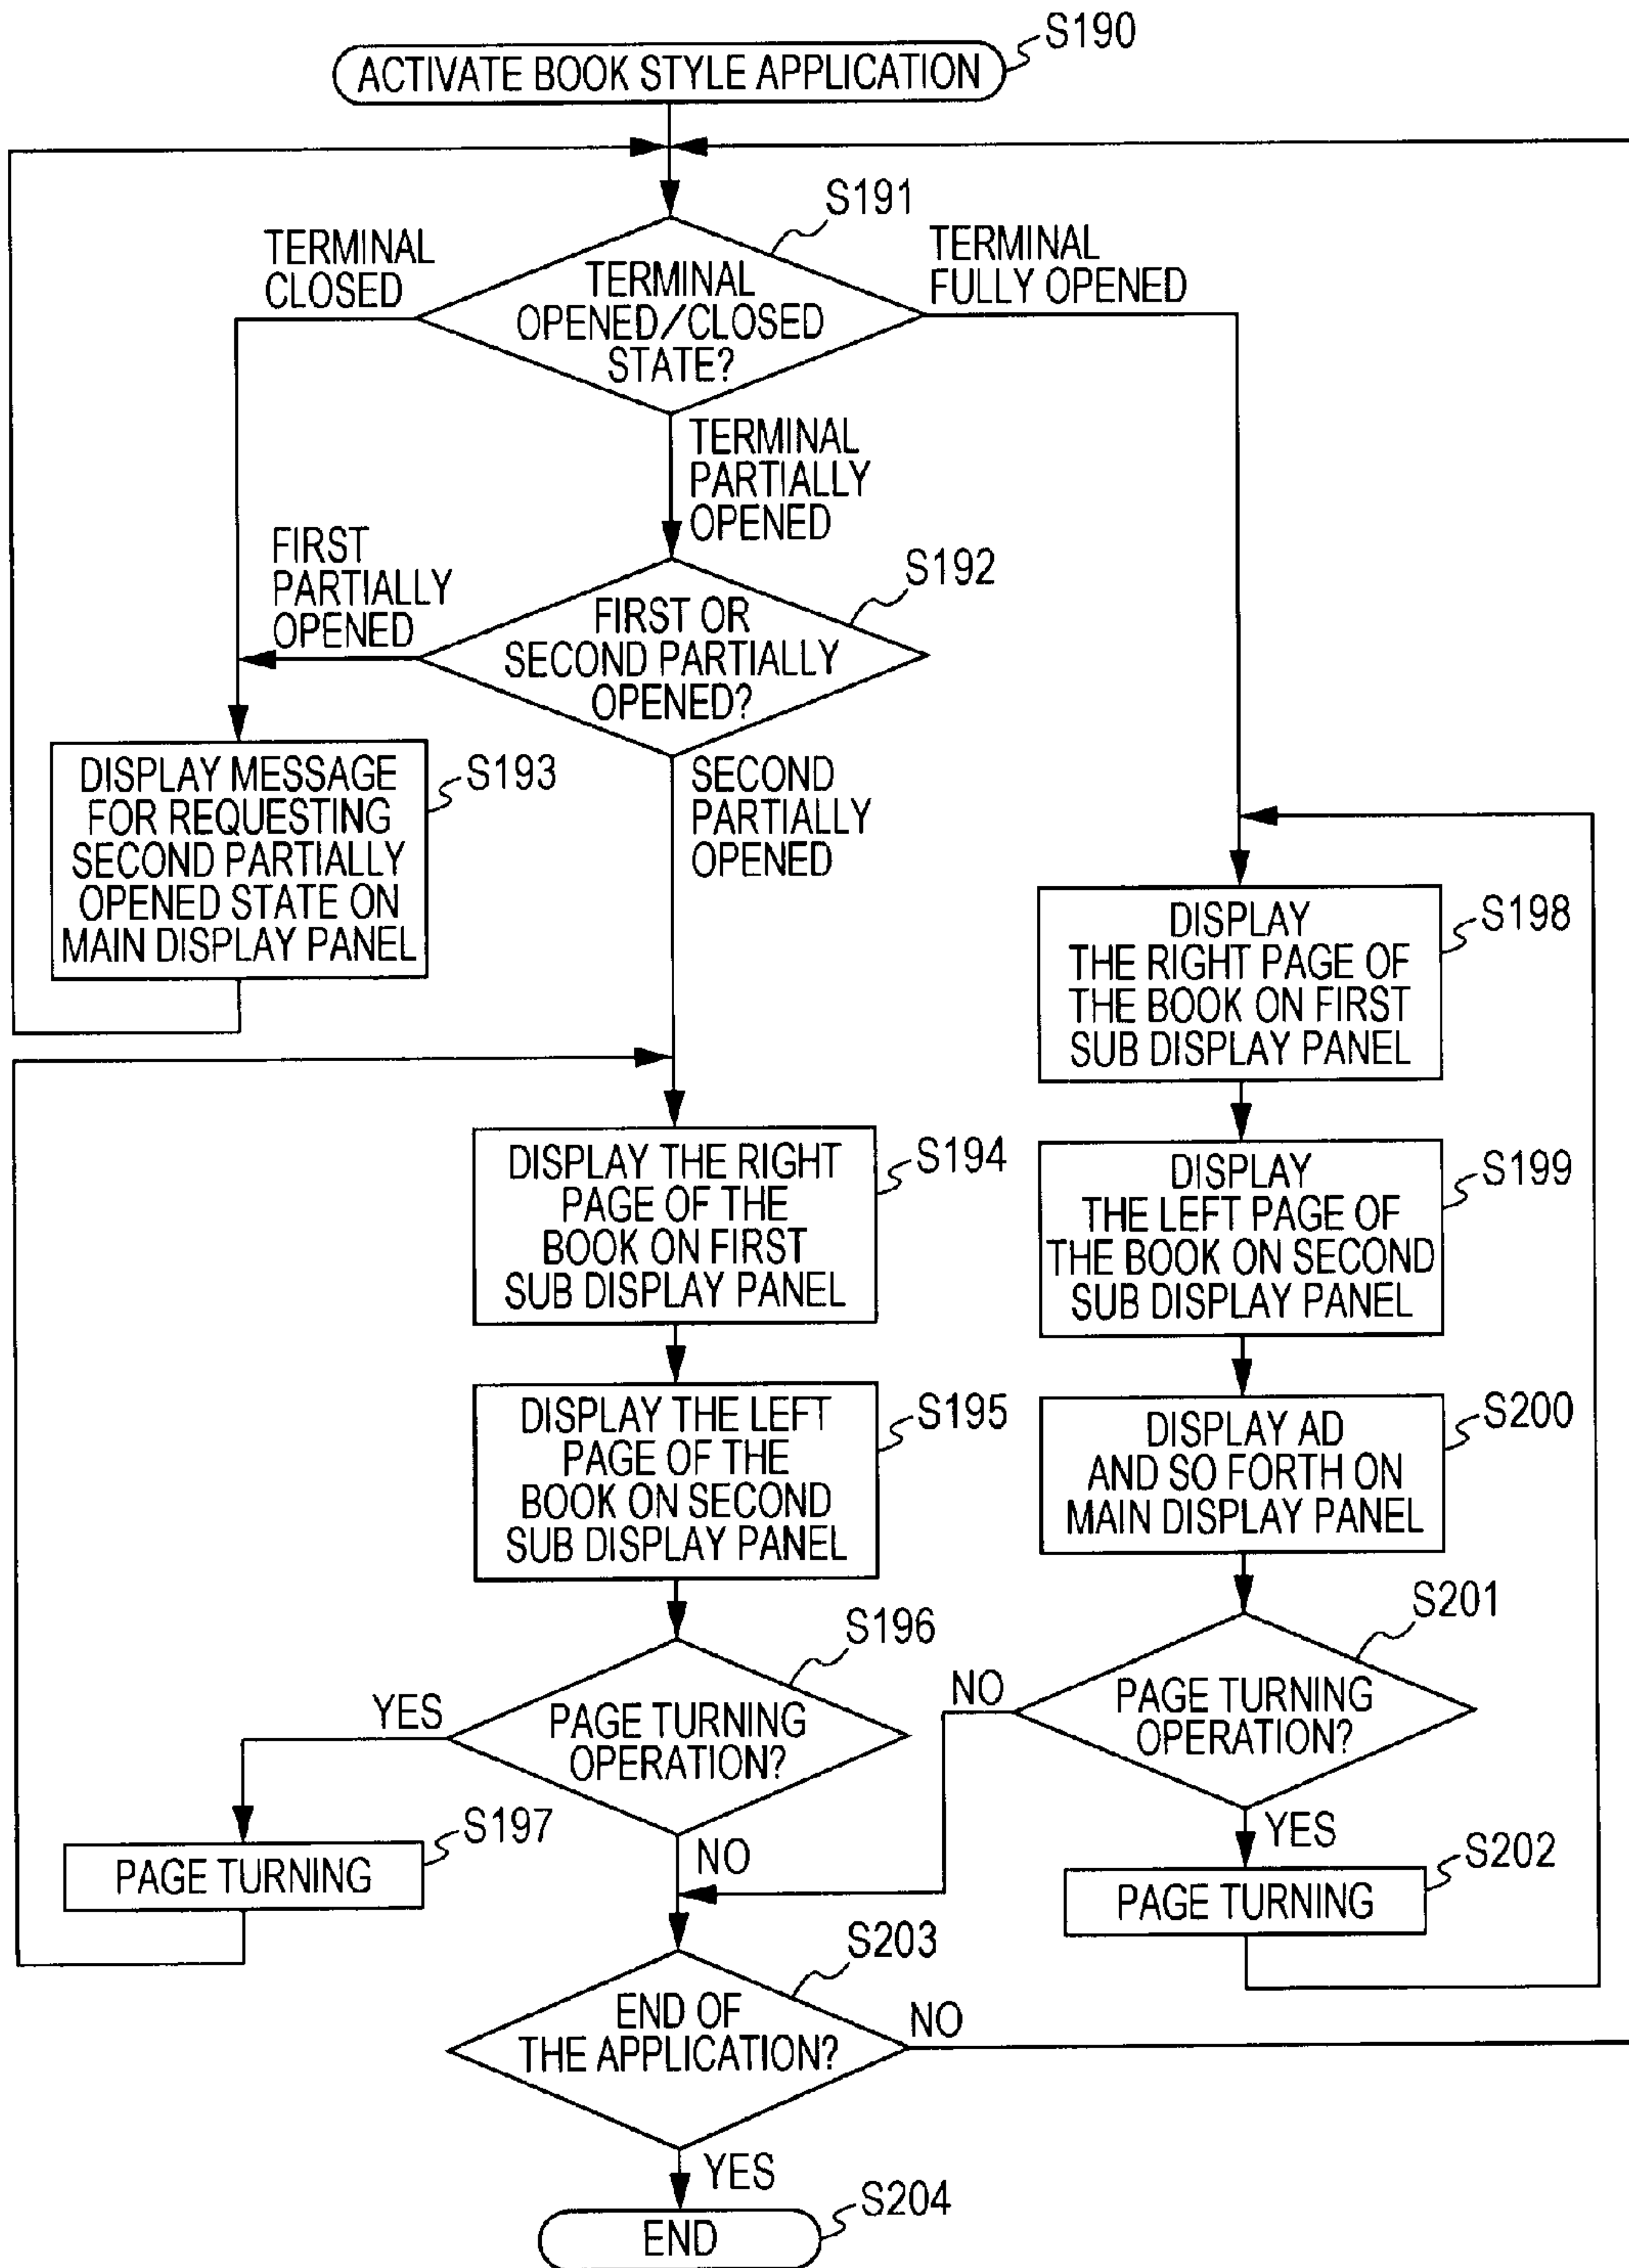 S190
ACTIVATE BOOK STYLE APPLICATION
S191
TERMINAL
CLOSED
TERMINAL
OPENED/CLOSED
STATE?
TERMINAL
FULLY OPENED
TERMINAL
PARTIALLY
OPENED
FIRST
PARTIALLY
OPENED
S192
FIRST OR
SECOND PARTIALLY
OPENED?
SECOND
PARTIALLY
OPENED
DISPLAY MESSAGE
FOR REQUESTING
SECOND PARTIALLY
OPENED STATE ON
MAIN DISPLAY PANEL
S193
DISPLAY
THE RIGHT PAGE OF
THE BOOK ON FIRST
SUB DISPLAY PANEL
S198
DISPLAY THE RIGHT
PAGE OF THE
BOOK ON FIRST
SUB DISPLAY PANEL
S194
DISPLAY
THE LEFT PAGE OF
THE BOOK ON SECOND
SUB DISPLAY PANEL
S199
DISPLAY THE LEFT
PAGE OF THE
BOOK ON SECOND
SUB DISPLAY PANEL
S195
DISPLAY AD
AND SO FORTH ON
MAIN DISPLAY PANEL
S200
S196
YES
PAGE TURNING
OPERATION?
NO
S201
NO
PAGE TURNING
OPERATION?
YES
PAGE TURNING
S197
PAGE TURNING
S202
S203
END OF
THE APPLICATION?
NO
YES
END
S204